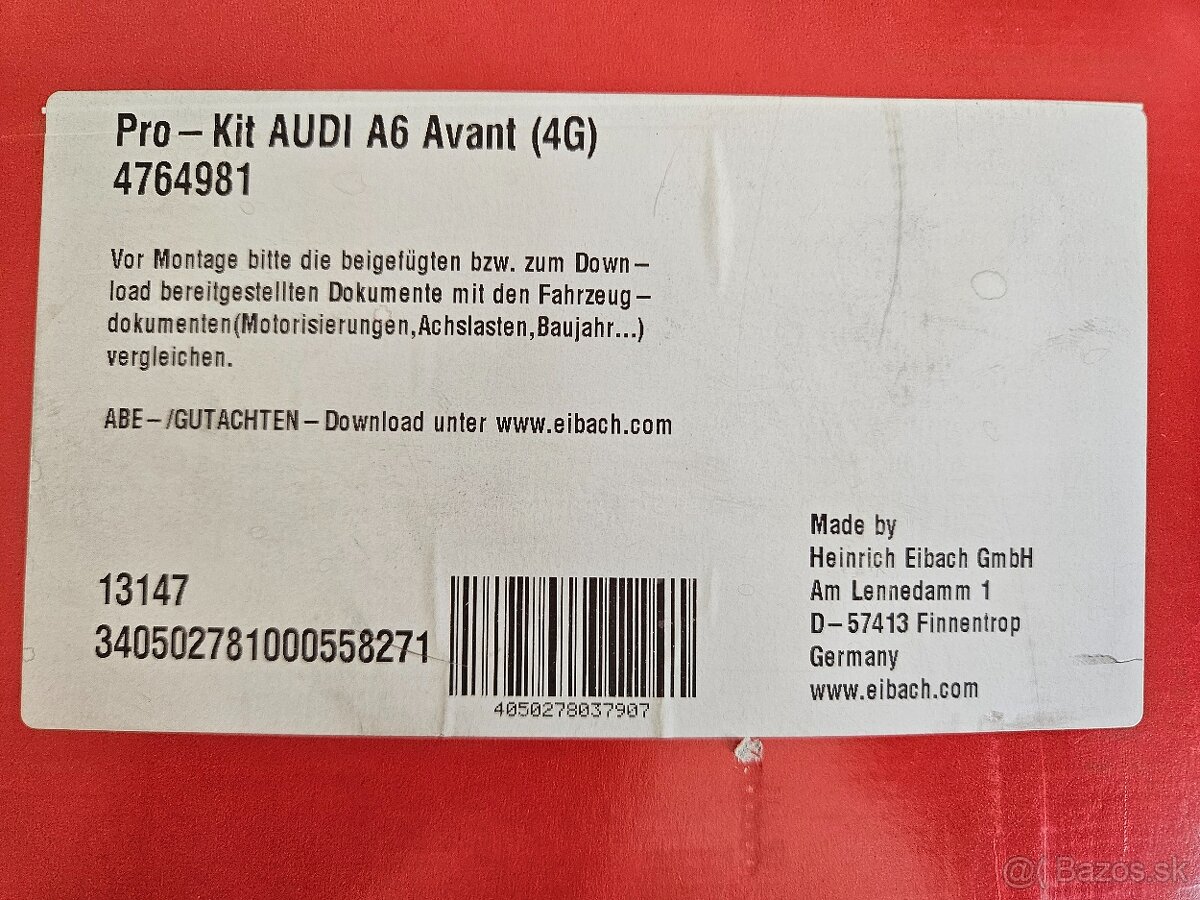 Pro – Kit AUDI A6 Avant (4G)
4764981
Vor Montage bitte die beigefügten bzw. zum Down–
load bereitgestellten Dokumente mit den Fahrzeug–
dokumenten(Motorisierungen,Achslasten,Baujahr...)
vergleichen.
ABE–/GUTACHTEN – Download unter www.eibach.com
13147
340502781000558271
4050278037907
Made by
Heinrich Eibach GmbH
Am Lennedamm 1
D–57413 Finnentrop
Germany
www.eibach.com
@( Bazos.sk